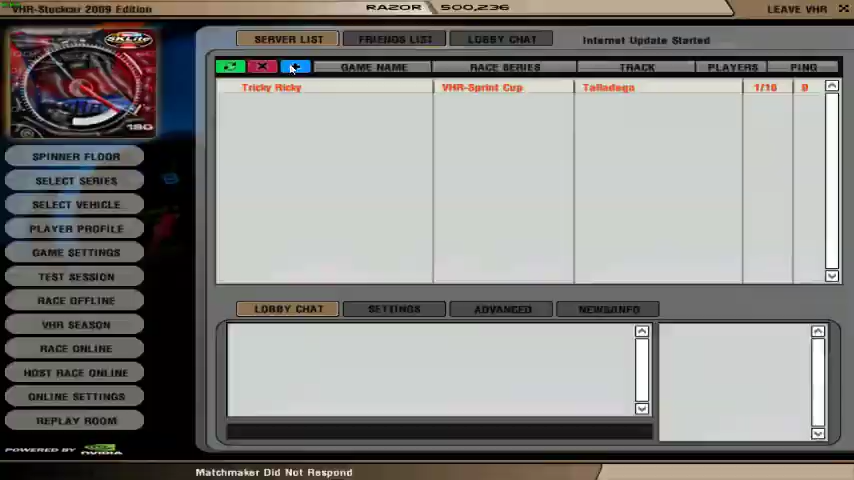 VHR-Stockcar 2009 Edition
RAZOR 500,236
LEAVE VHR
SERVER LIST
FRIENDS LIST
LOBBY CHAT
Internet Update Started
GAME NAME
RACE SERIES
TRACK
PLAYERS
PING
Tricky Ricky
VHR-Sprint Cup
Talladega
1/16
0
SPINNER FLOOR
SELECT SERIES
SELECT VEHICLE
PLAYER PROFILE
GAME SETTINGS
TEST SESSION
RACE OFFLINE
VHR SEASON
RACE ONLINE
HOST RACE ONLINE
ONLINE SETTINGS
REPLAY ROOM
LOBBY CHAT
SETTINGS
ADVANCED
NEWS/INFO
POWERED BY
NVIDIA
Matchmaker Did Not Respond